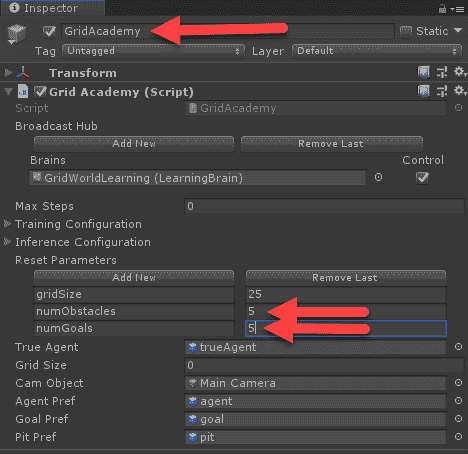 Inspector
GridAcademy Static
Tag Untagged Layer Default
Transform
Grid Academy (Script)
Script GridAcademy
Broadcast Hub
Add New Remove Last
Brains Control
GridWorldLearning (LearningBrain)
Max Steps 0
Training Configuration
Inference Configuration
Reset Parameters
Add New Remove Last
gridSize 25
numObstacles 5
numGoals 5
True Agent trueAgent
Grid Size 0
Cam Object Main Camera
Agent Pref agent
Goal Pref goal
Pit Pref pit